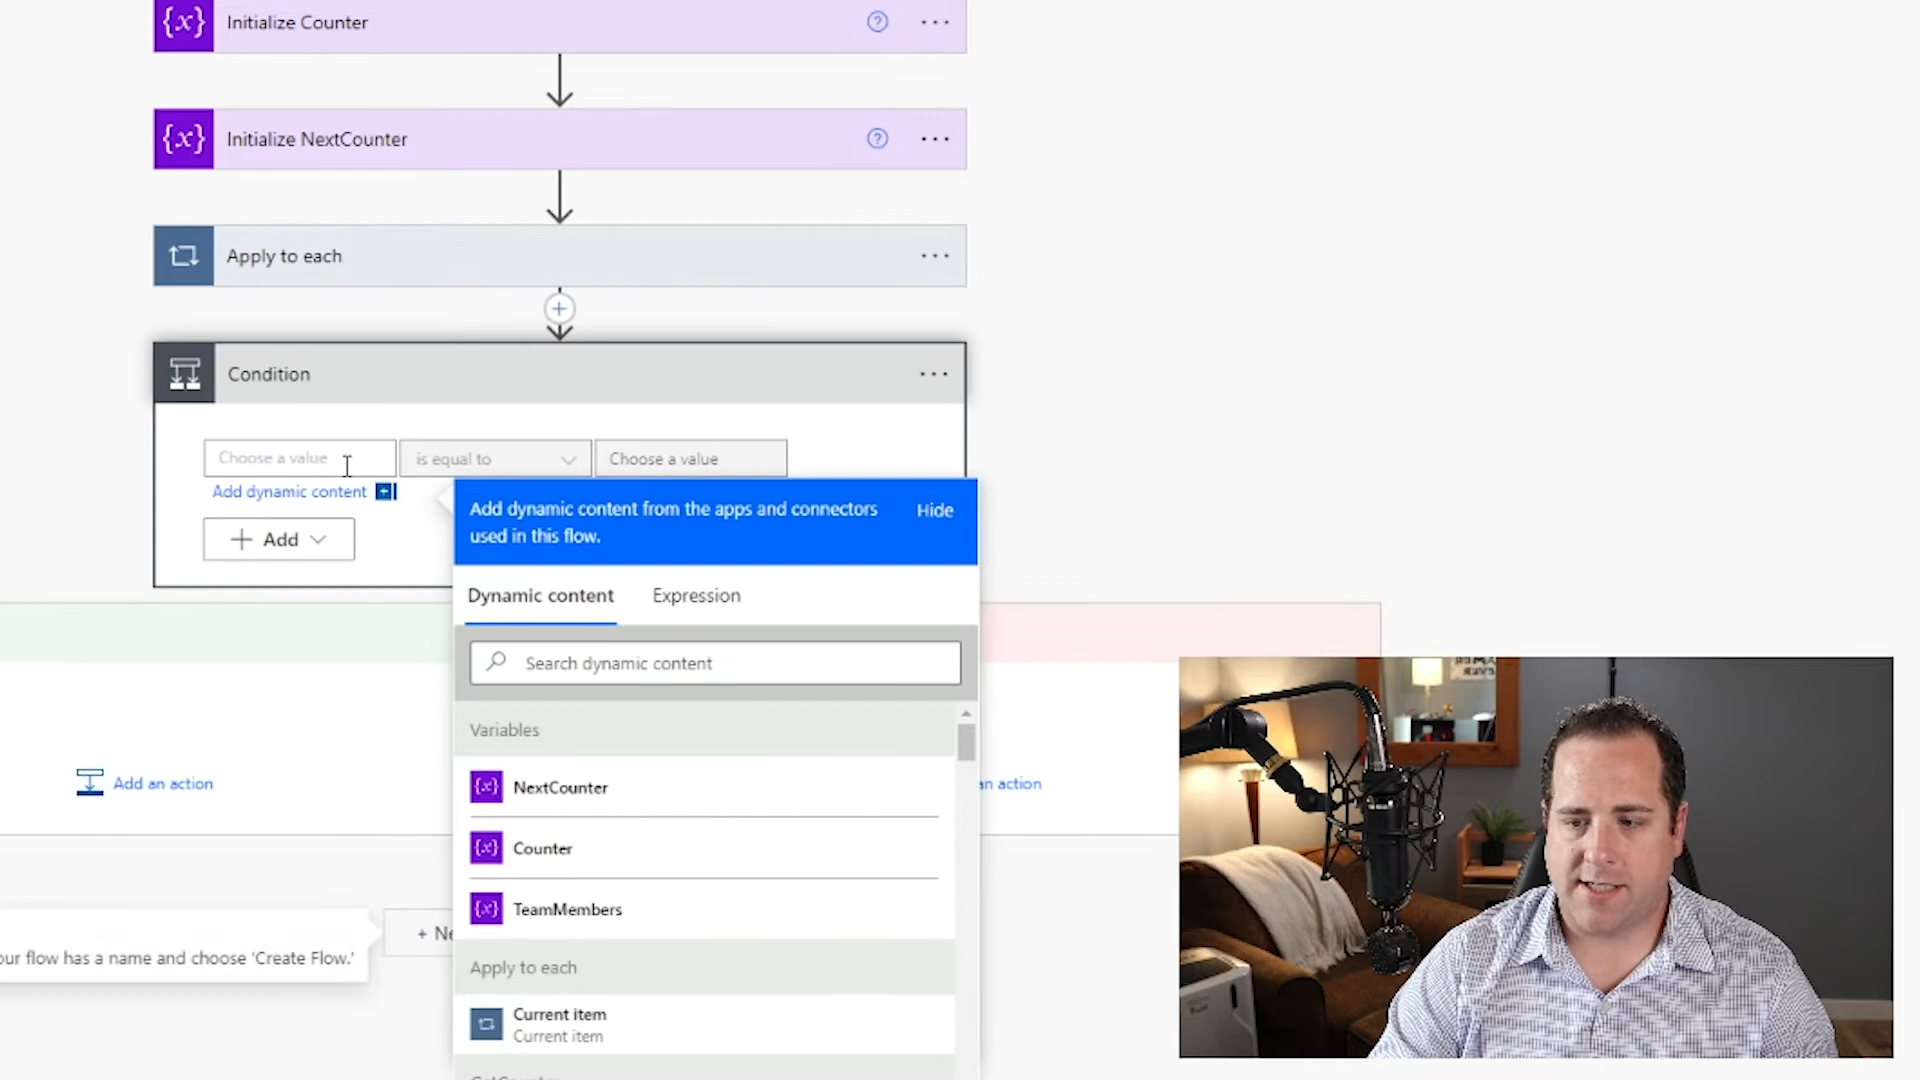 {x} Initialize Counter ? ...
{x} Initialize NextCounter ? ...
Apply to each ...
+
Condition ...
Choose a value is equal to Choose a value
Add dynamic content
+ Add
Add dynamic content from the apps and connectors Hide
used in this flow.
Dynamic content Expression
Search dynamic content
Variables
{x} NextCounter
Add an action
an action
{x} Counter
{x} TeamMembers
+ Ne
our flow has a name and choose 'Create Flow.'
Apply to each
Current item
Current item